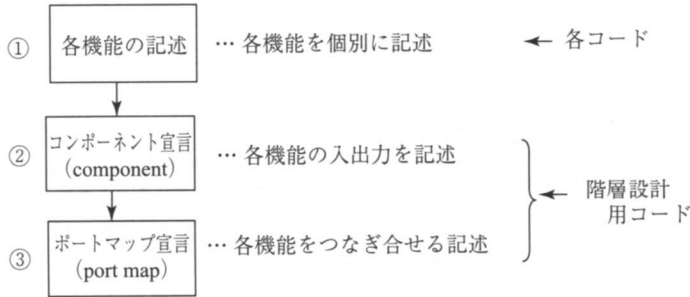 ① 各機能の記述 … 各機能を個別に記述 ← 各コード
② コンポーネント宣言
(component) … 各機能の入出力を記述
← 階層設計
用コード
③ ポートマップ宣言
(port map) … 各機能をつなぎ合せる記述